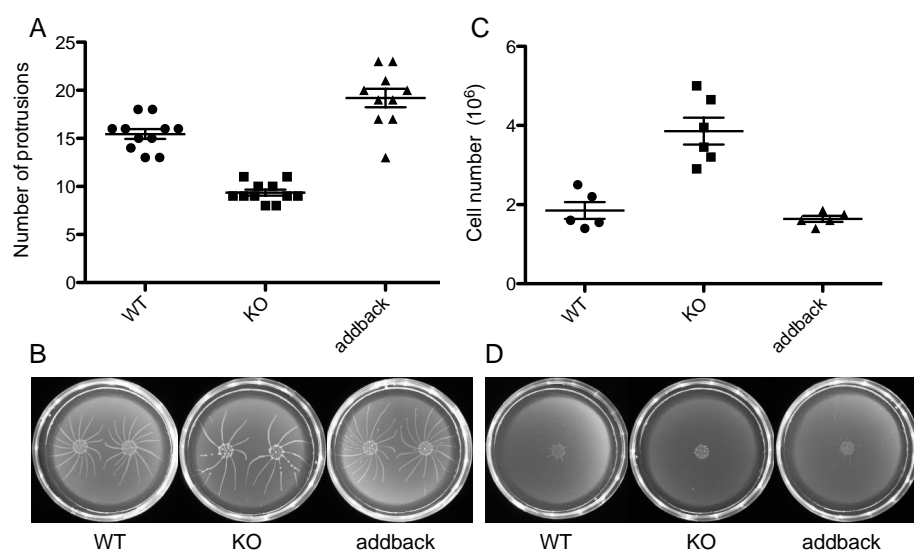 A
Number of protrusions
25
20
15
10
5
0
WT
KO
addback
C
Cell number (10⁶)
6
4
2
0
WT
KO
addback
B
WT
KO
addback
D
WT
KO
addback